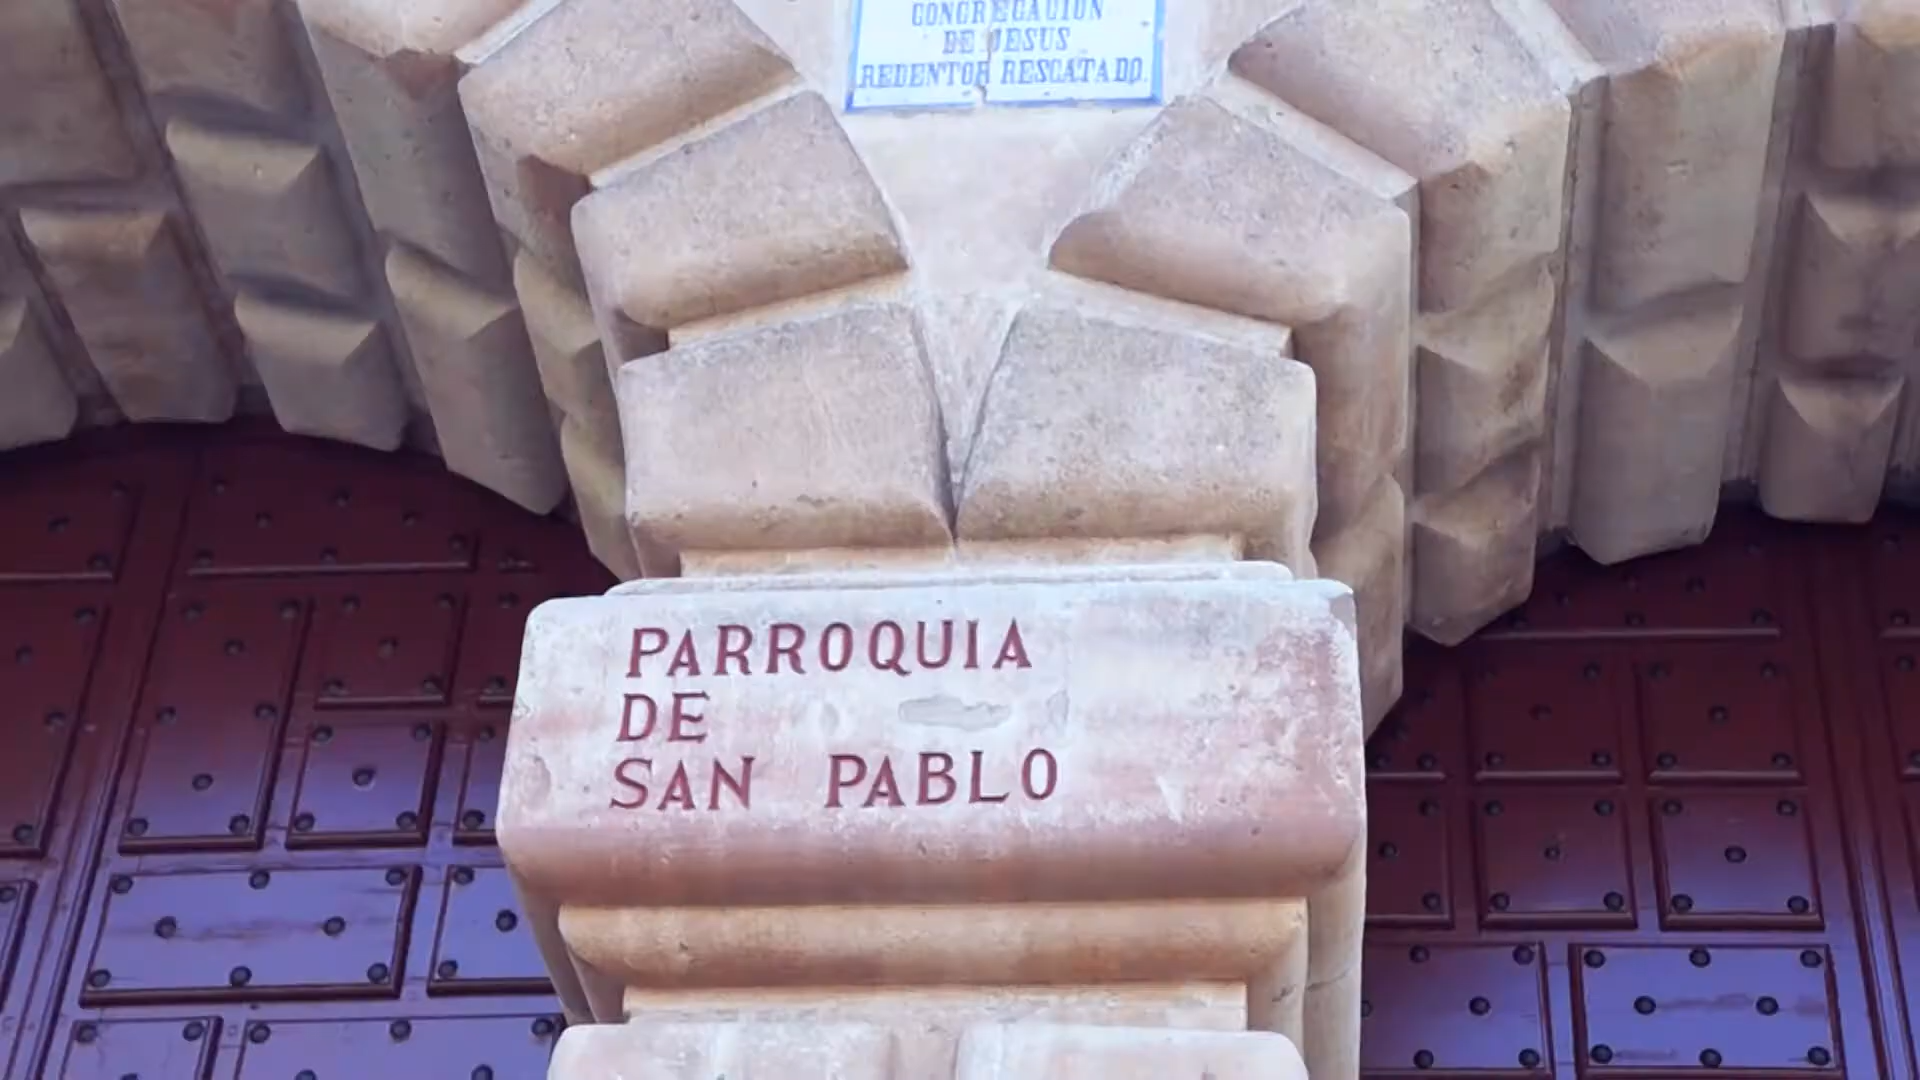 CONGREGACION
DE JESUS
REDENTOR RESCATADO.
PARROQUIA
DE
SAN PABLO